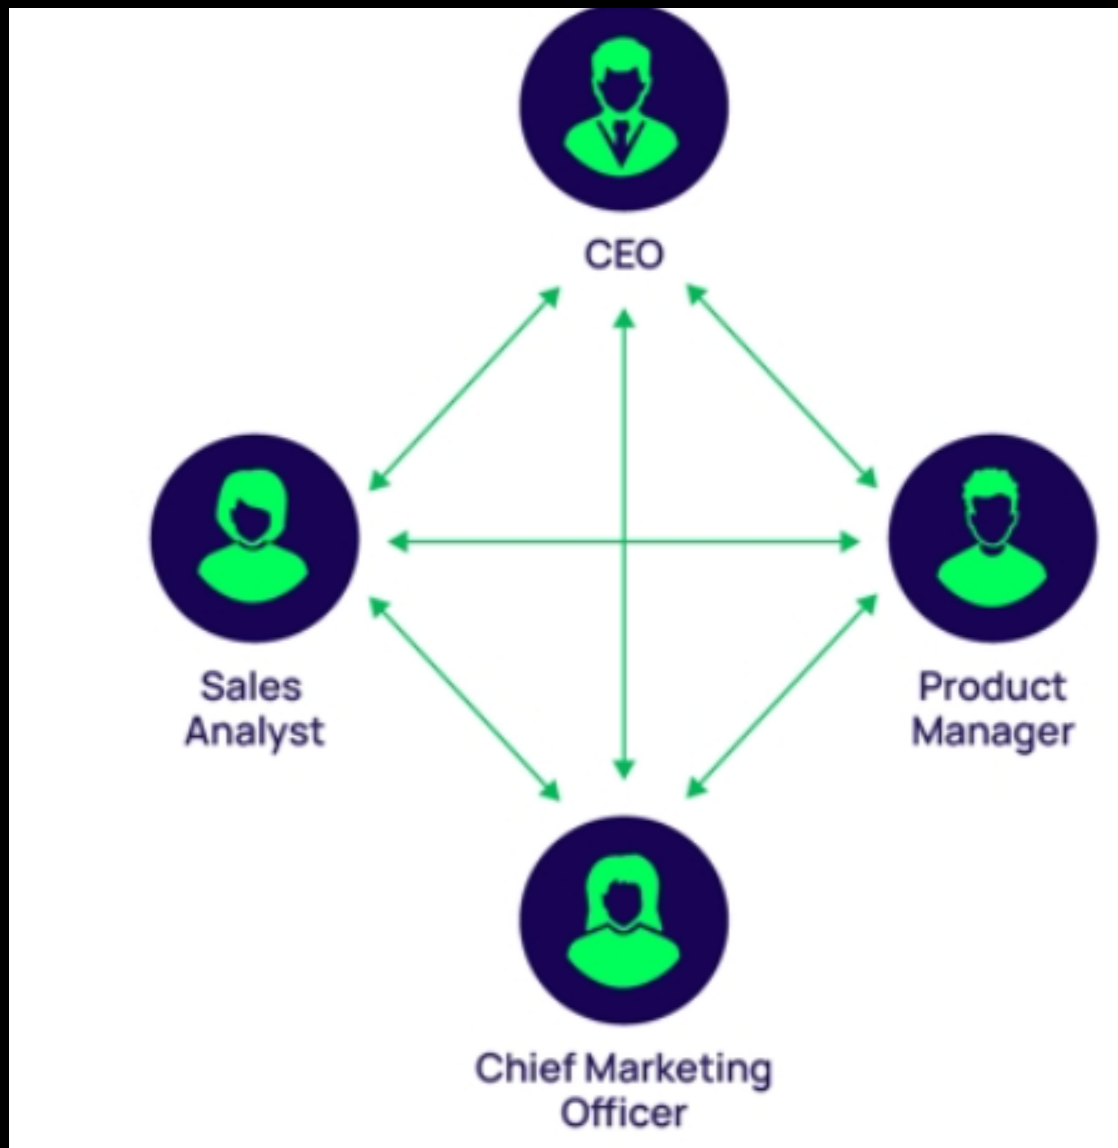 CEO
Sales
Analyst
Product
Manager
Chief Marketing
Officer